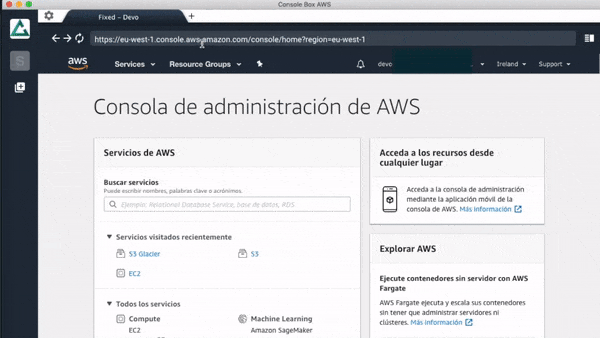 Console Box AWS
Fixed - Devo
https://eu-west-1.console.aws.amazon.com/console/home?region=eu-west-1
S
aws Services Resource Groups devo Ireland Support
Consola de administración de AWS
Servicios de AWS
Buscar servicios
Puede escribir nombres, palabras clave o acrónimos.
Ejemplo: Relational Database Service, base de datos, RDS
Servicios visitados recientemente
S3 Glacier
S3
EC2
Todos los servicios
Compute
EC2
Machine Learning
Amazon SageMaker
Acceda a los recursos desde
cualquier lugar
Acceda a la consola de administración
mediante la aplicación móvil de la
consola de AWS. Más información
Explorar AWS
Ejecute contenedores sin servidor con AWS
Fargate
AWS Fargate ejecuta y escala sus contenedores
sin tener que administrar servidores ni
clústeres. Más información